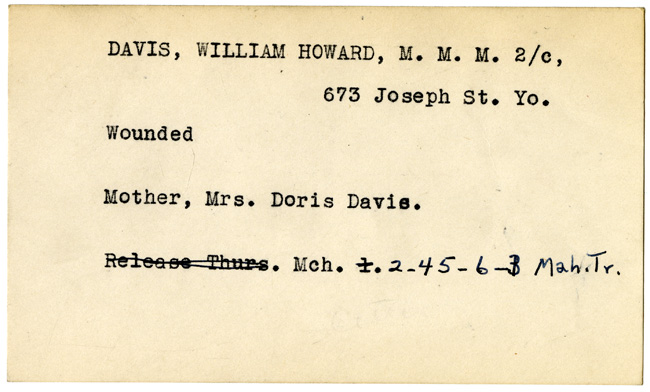 DAVIS, WILLIAM HOWARD, M. M. M. 2/c,
673 Joseph St. Yo.
Wounded
Mother, Mrs. Doris Davis.
Release Thurs. Mch. 1. 2-45-6-3 Mah. Tr.